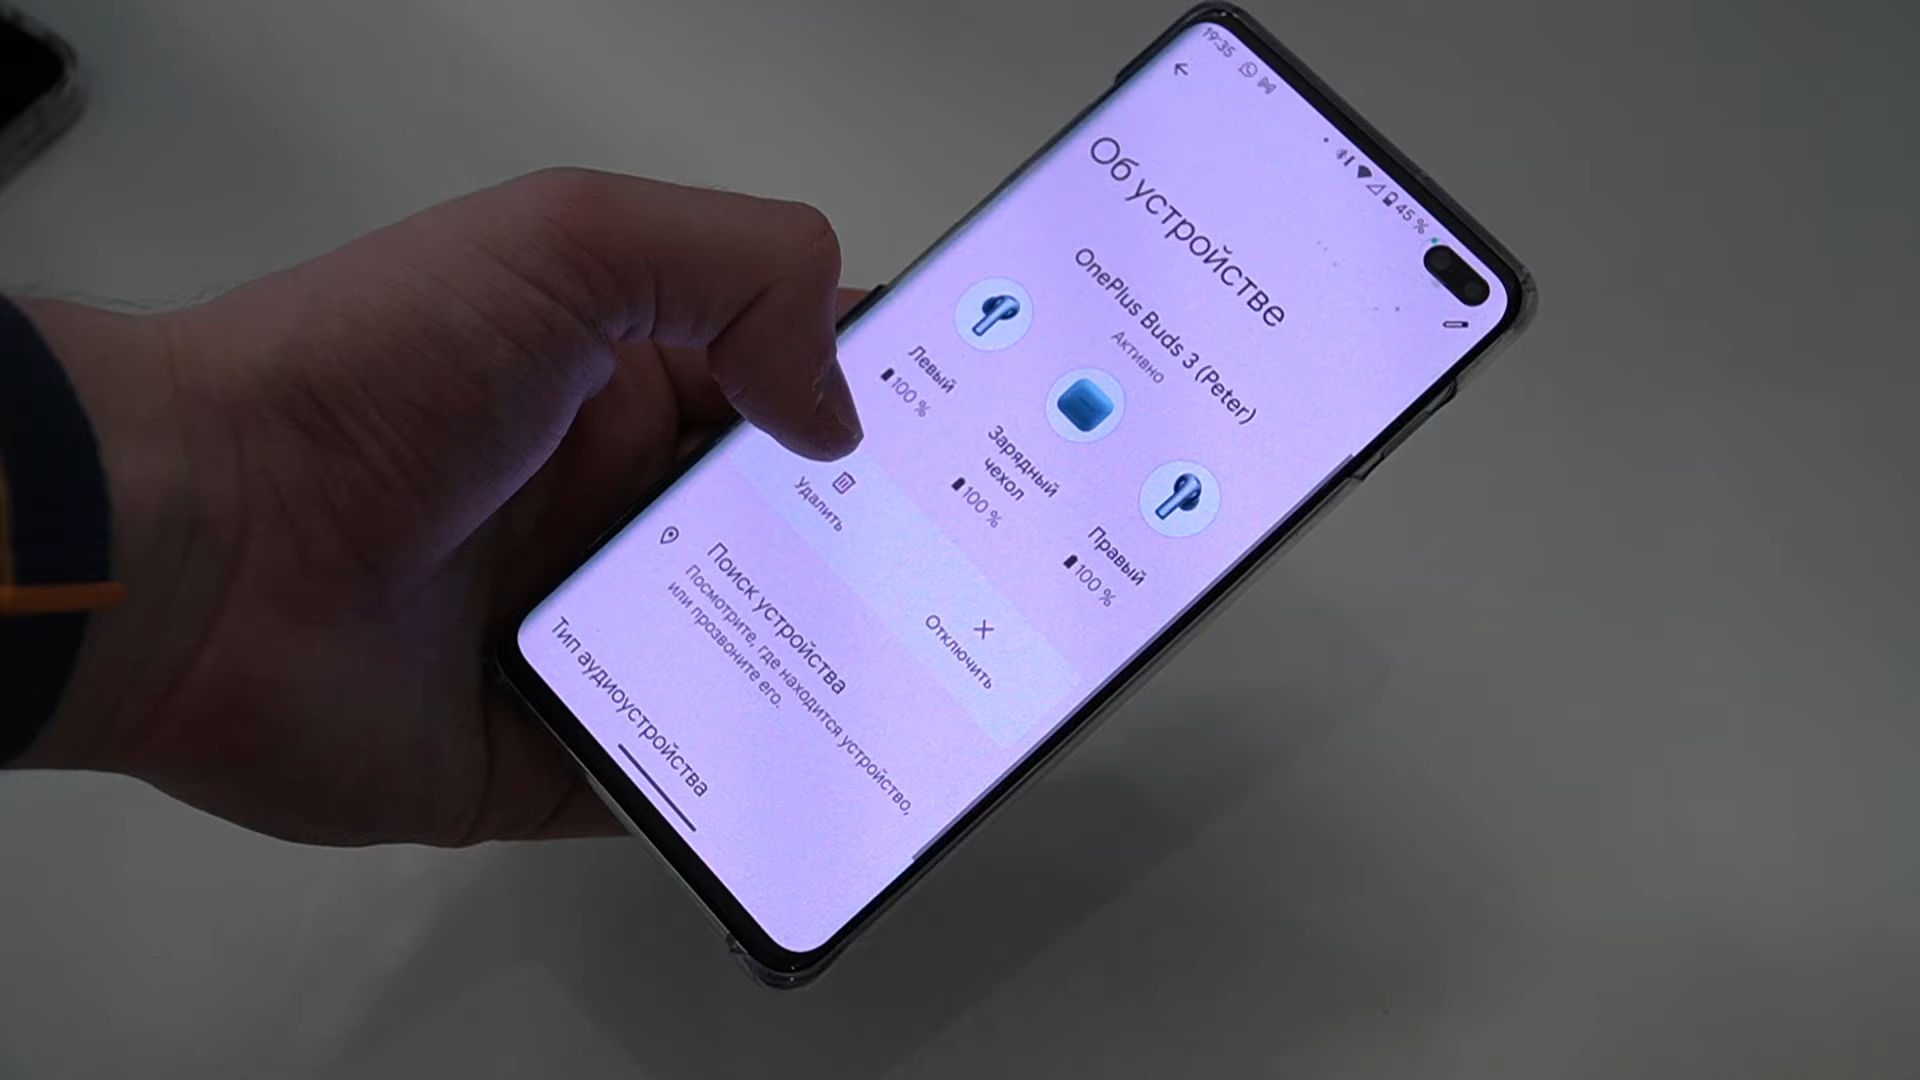 19:35
45 %
Об устройстве
OnePlus Buds 3 (Peter)
Активно
Левый
100 %
Зарядный
чехол
100 %
Правый
100 %
Удалить
Отключить
Поиск устройства
Посмотрите, где находится устройство,
или прозвоните его.
Тип аудиоустройства